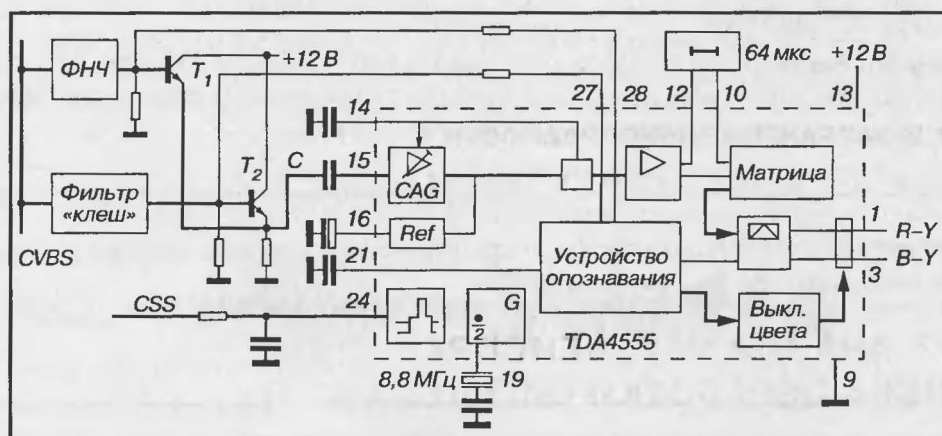 ФНЧ
T1
+12 В
64 мкс
+12 В
27
28
12
10
13
14
T2
C
15
CAG
Матрица
Фильтр
«клеш»
16
Ref
1
R–Y
CVBS
21
Устройство
опознавания
B–Y
3
CSS
24
G
2
Выкл.
цвета
TDA4555
8,8 МГц
19
9